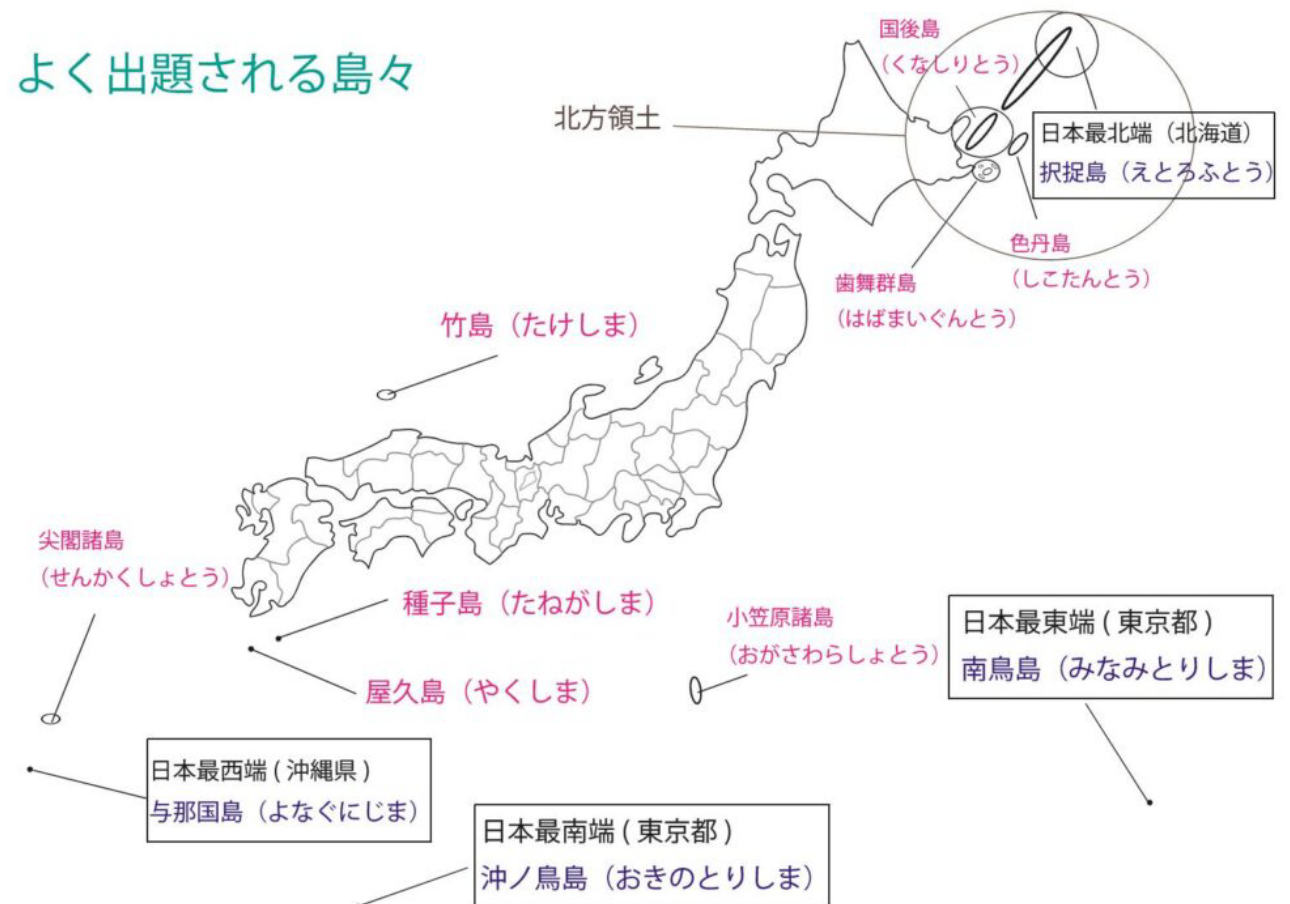 よく出題される島々
国後島
(くなしりとう)
北方領土
日本最北端(北海道)
択捉島(えとろふとう)
色丹島
(しこたんとう)
歯舞群島
(はばまいぐんとう)
竹島(たけしま)
尖閣諸島
(せんかくしょとう)
種子島(たねがしま)
屋久島(やくしま)
小笠原諸島
(おがさわらしょとう)
日本最東端(東京都)
南鳥島(みなみとりしま)
日本最西端(沖縄県)
与那国島(よなぐにじま)
日本最南端(東京都)
沖ノ鳥島(おきのとりしま)